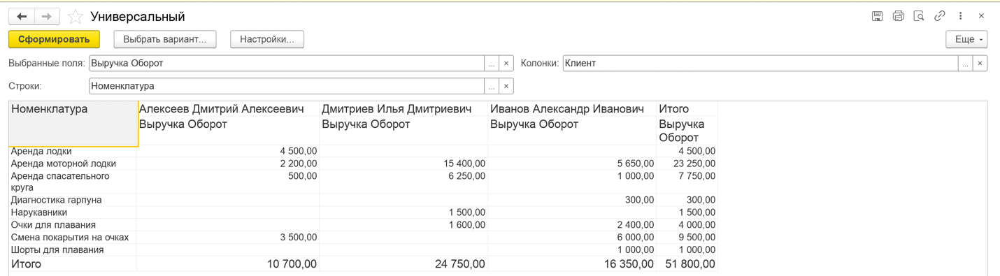 Универсальный
Сформировать Выбрать вариант... Настройки... Еще
Выбранные поля: Выручка Оборот ... × Колонки: Клиент ... ×
Строки: Номенклатура ... ×
Номенклатура Алексеев Дмитрий Алексеевич Дмитриев Илья Дмитриевич Иванов Александр Иванович Итого
Выручка Оборот Выручка Оборот Выручка Оборот Выручка
Оборот
Аренда лодки 4 500,00 4 500,00
Аренда моторной лодки 2 200,00 15 400,00 5 650,00 23 250,00
Аренда спасательного 500,00 6 250,00 1 000,00 7 750,00
круга
Диагностика гарпуна 300,00 300,00
Нарукавники 1 500,00 1 500,00
Очки для плавания 1 600,00 2 400,00 4 000,00
Смена покарытия на очках 3 500,00 6 000,00 9 500,00
Шорты для плавания 1 000,00 1 000,00
Итого 10 700,00 24 750,00 16 350,00 51 800,00